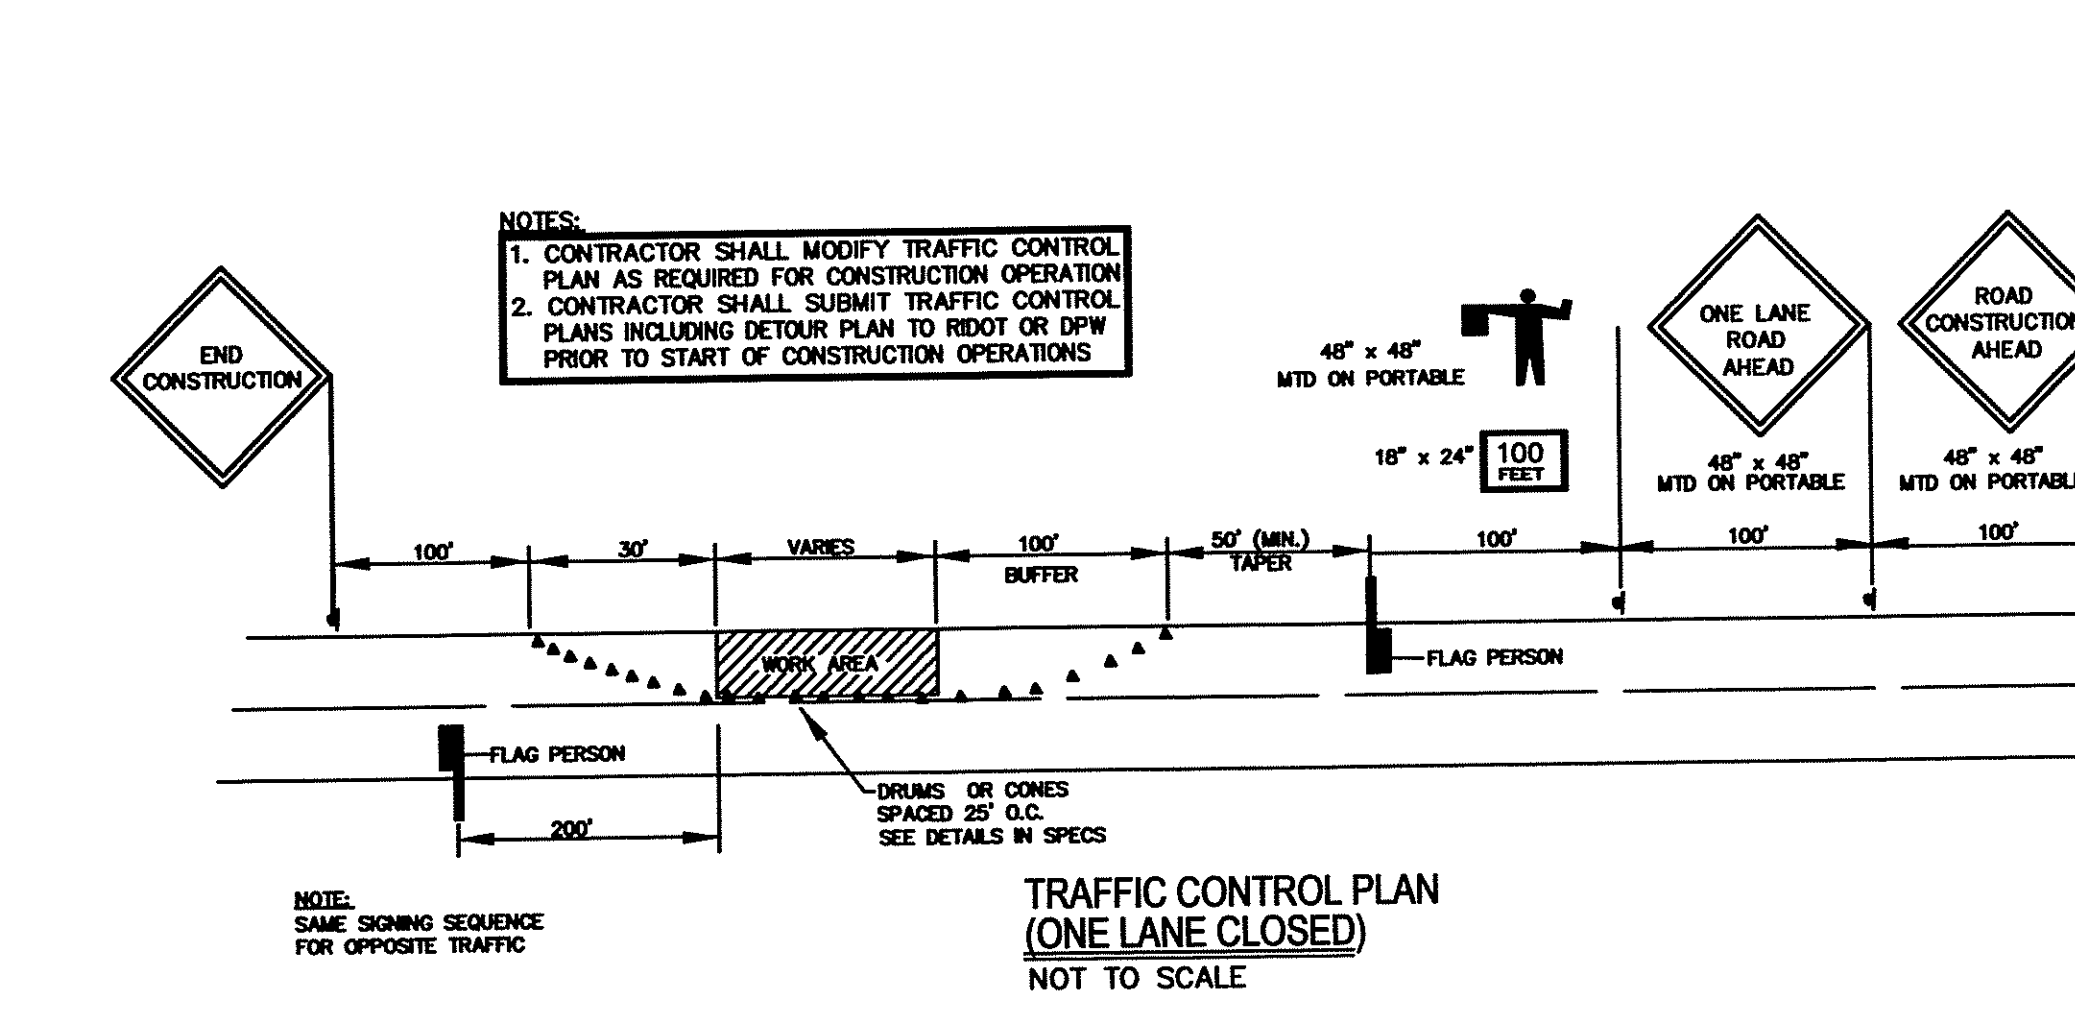 NOTES:
1. CONTRACTOR SHALL MODIFY TRAFFIC CONTROL
PLAN AS REQUIRED FOR CONSTRUCTION OPERATION
2. CONTRACTOR SHALL SUBMIT TRAFFIC CONTROL
PLANS INCLUDING DETOUR PLAN TO RIDOT OR DPW
PRIOR TO START OF CONSTRUCTION OPERATIONS
END
CONSTRUCTION
48" x 48"
MTD ON PORTABLE
18" x 24"
100
FEET
ONE LANE
ROAD
AHEAD
48" x 48"
MTD ON PORTABLE
ROAD
CONSTRUCTION
AHEAD
48" x 48"
MTD ON PORTABL
100'
30'
VARIES
100'
BUFFER
50' (MIN.)
TAPER
100'
100'
100'
WORK AREA
FLAG PERSON
FLAG PERSON
200'
DRUMS OR CONES
SPACED 25' O.C.
SEE DETAILS IN SPECS
NOTE:
SAME SIGNING SEQUENCE
FOR OPPOSITE TRAFFIC
TRAFFIC CONTROL PLAN
(ONE LANE CLOSED)
NOT TO SCALE